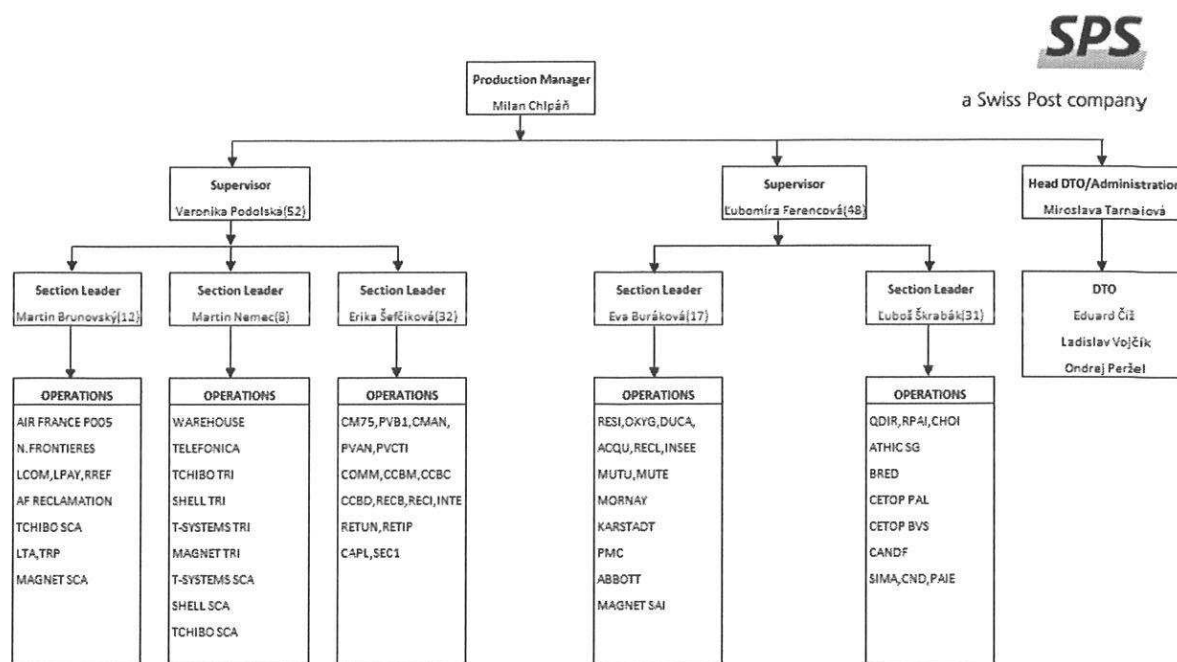 SPS
a Swiss Post company
Production Manager
Milan Chlpáň
Supervisor
Veronika Podolská(52)
Supervisor
Ľubomíra Ferencová(48)
Head DTO/Administration
Miroslava Tarnaiová
Section Leader
Martin Brunovský(12)
Section Leader
Martin Nemec(8)
Section Leader
Erika Šefčíková(32)
Section Leader
Eva Buráková(17)
Section Leader
Ľuboš Škrabák(31)
DTO
Eduard Čiž
Ladislav Vojčík
Ondrej Peržel
OPERATIONS
AIR FRANCE P005
N.FRONTIERES
LCOM,LPAY,RREF
AF RECLAMATION
TCHIBO SCA
LTA,TRP
MAGNET SCA
OPERATIONS
WAREHOUSE
TELEFONICA
TCHIBO TRI
SHELL TRI
T-SYSTEMS TRI
MAGNET TRI
T-SYSTEMS SCA
SHELL SCA
TCHIBO SCA
OPERATIONS
CM75,PVB1,CMAN,
PVAN,PVCTI
COMM,CCBM,CCBC
CCBD,RECB,RECI,INTE
RETUN,RETIP
CAPL,SEC1
OPERATIONS
RESI,OXYG,DUCA,
ACQU,RECL,INSEE
MUTU,MUTE
MORNAY
KARSTADT
PMC
ABBOTT
MAGNET SAI
OPERATIONS
QDIR,RPAI,CHOI
ATHIC SG
BRED
CETOP PAL
CETOP BVS
CANDF
SIMA,CND,PAIE